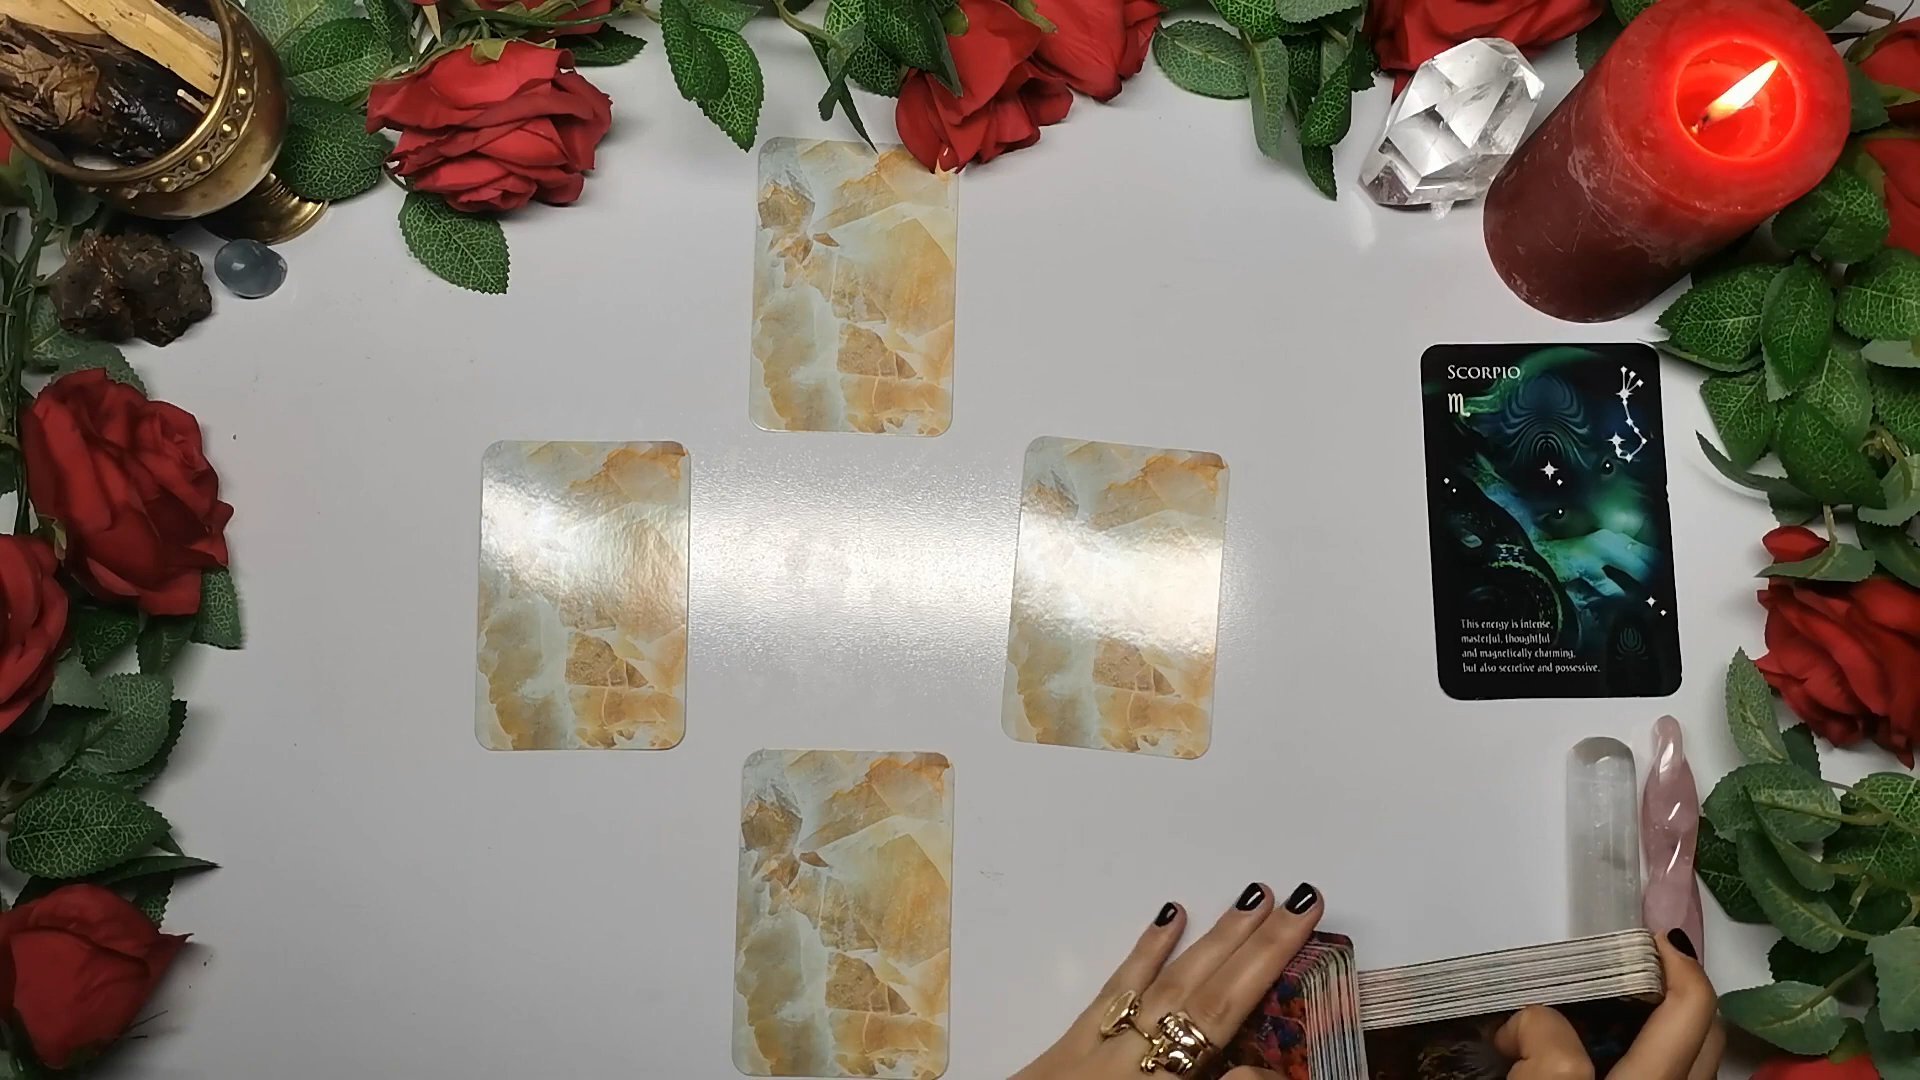 SCORPIO
♏
This energy is intense,
masterful, thoughtful
and magnetically charming,
but also secretive and possessive.